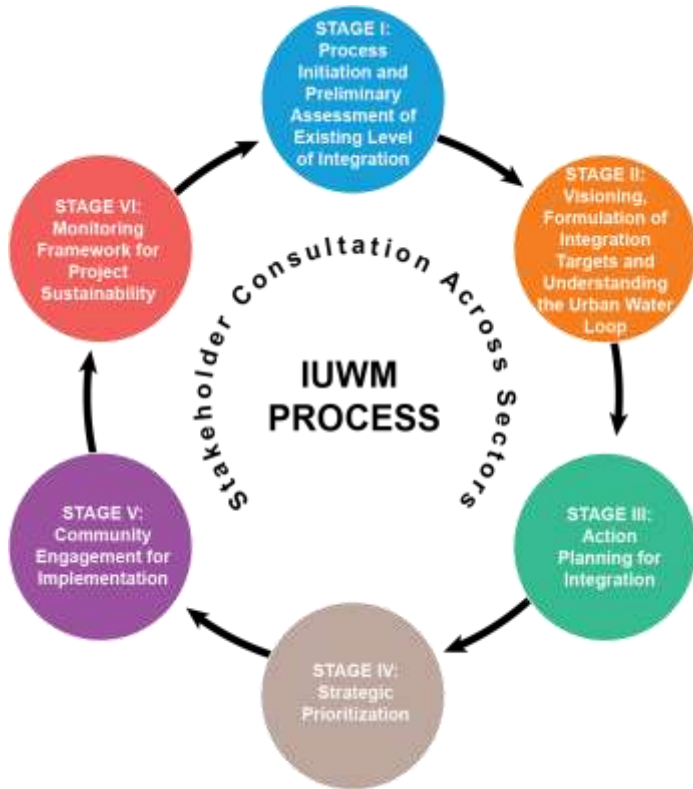 STAGE I:
Process
Initiation and
Preliminary
Assessment of
Existing Level
of Integration
STAGE II:
Visioning,
Formulation of
Integration
Targets and
Understanding
the Urban Water
Loop
STAGE III:
Action
Planning for
Integration
STAGE IV:
Strategic
Prioritization
STAGE V:
Community
Engagement for
Implementation
STAGE VI:
Monitoring
Framework for
Project
Sustainability
Stakeholder Consultation Across Sectors
IUWM
PROCESS